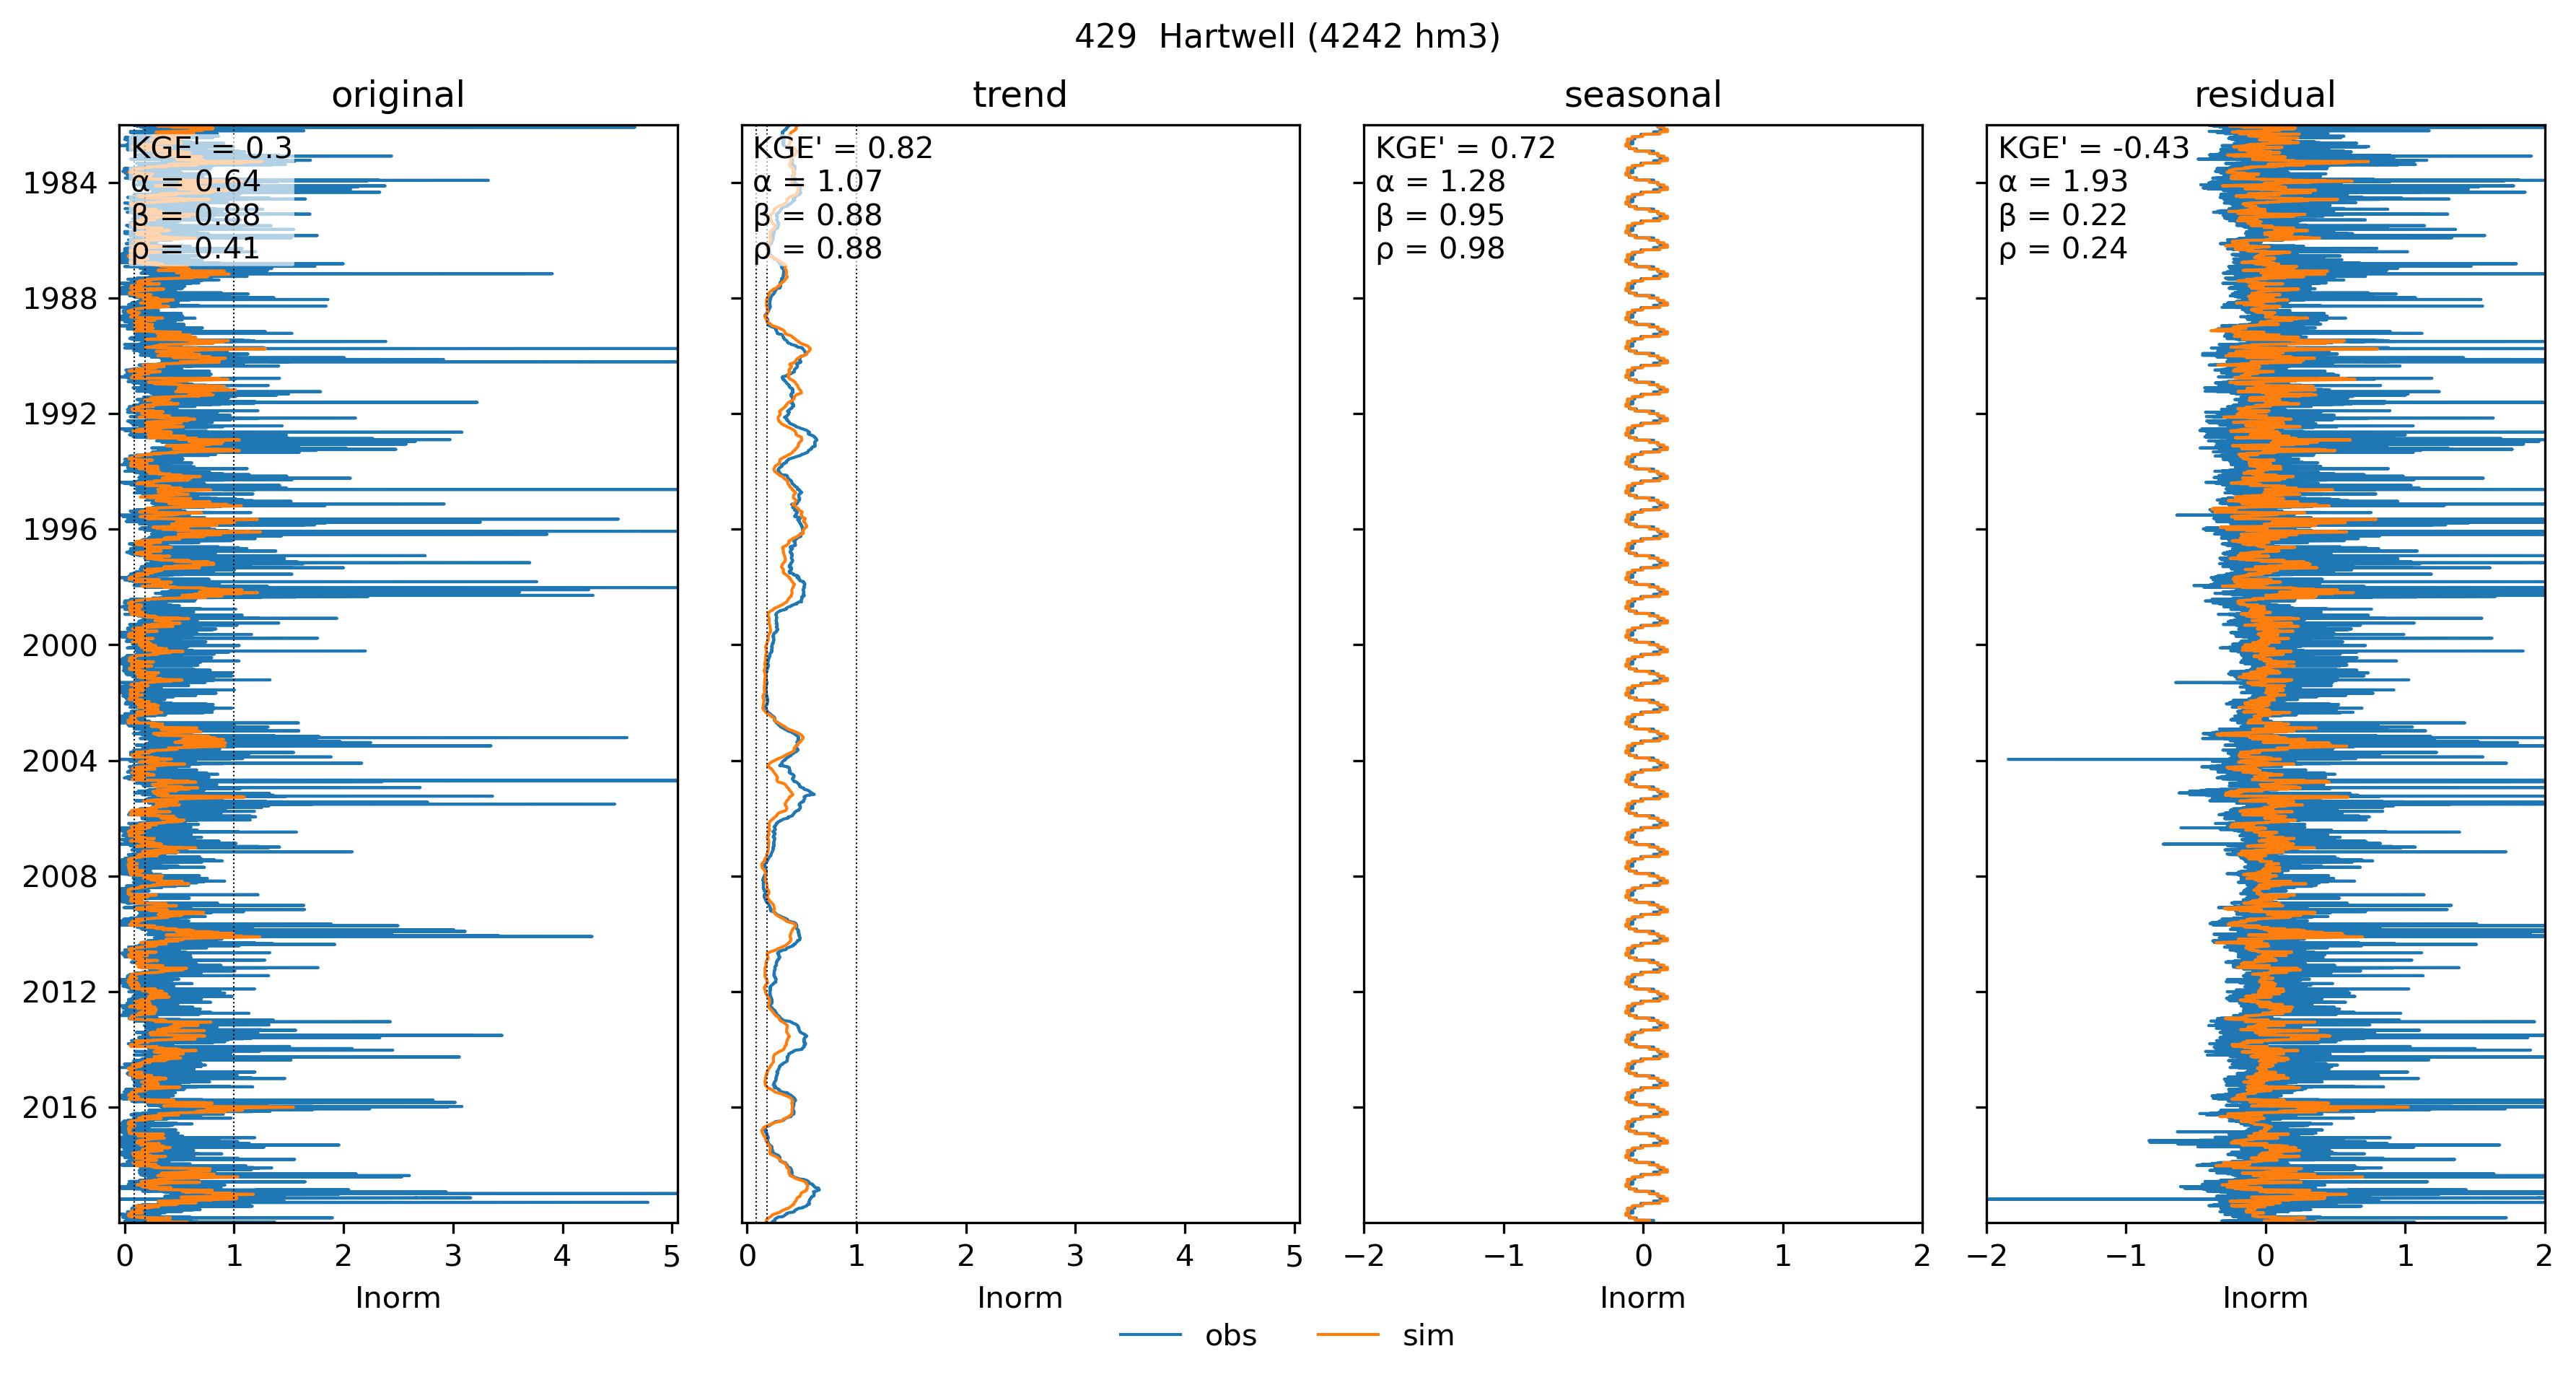 429  Hartwell (4242 hm3)
original
trend
seasonal
residual
KGE' = 0.3
α = 0.64
β = 0.88
ρ = 0.41
KGE' = 0.82
α = 1.07
β = 0.88
ρ = 0.88
KGE' = 0.72
α = 1.28
β = 0.95
ρ = 0.98
KGE' = -0.43
α = 1.93
β = 0.22
ρ = 0.24
1984
1988
1992
1996
2000
2004
2008
2012
2016
0 1 2 3 4 5
0 1 2 3 4 5
−2 −1 0 1 2
−2 −1 0 1 2
Inorm
Inorm
Inorm
Inorm
obs
sim